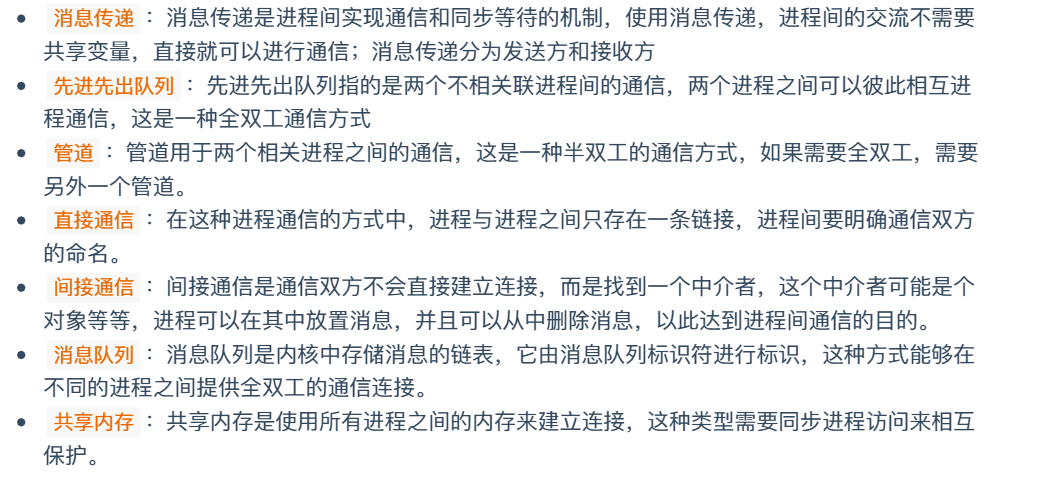 • 消息传递 ： 消息传递是进程间实现通信和同步等待的机制，使用消息传递，进程间的交流不需要
共享变量，直接就可以进行通信；消息传递分为发送方和接收方
• 先进先出队列 ： 先进先出队列指的是两个不相关联进程间的通信，两个进程之间可以彼此相互进
程通信，这是一种全双工通信方式
• 管道 ： 管道用于两个相关进程之间的通信，这是一种半双工的通信方式，如果需要全双工，需要
另外一个管道。
• 直接通信 ： 在这种进程通信的方式中，进程与进程之间只存在一条链接，进程间要明确通信双方
的命名。
• 间接通信 ： 间接通信是通信双方不会直接建立连接，而是找到一个中介者，这个中介者可能是个
对象等等，进程可以在其中放置消息，并且可以从中删除消息，以此达到进程间通信的目的。
• 消息队列 ： 消息队列是内核中存储消息的链表，它由消息队列标识符进行标识，这种方式能够在
不同的进程之间提供全双工的通信连接。
• 共享内存 ： 共享内存是使用所有进程之间的内存来建立连接，这种类型需要同步进程访问来相互
保护。